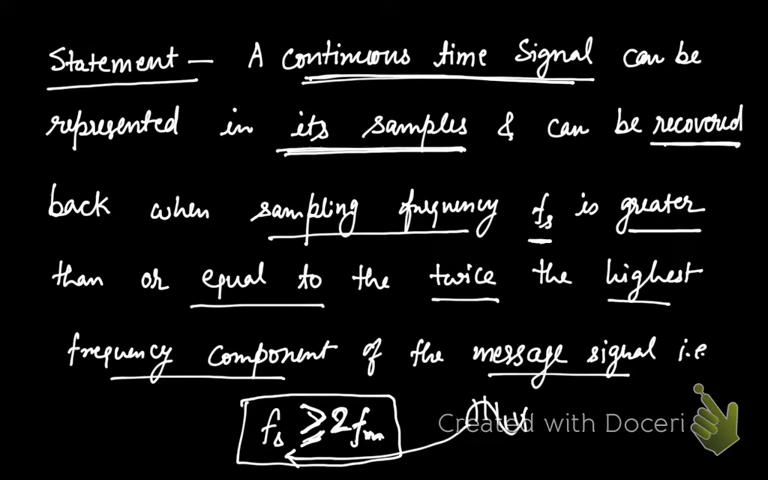 Statement — A continuous time signal can be
represented in its samples & can be recovered
back when sampling frequency fs is greater
than or equal to the twice the highest
frequency component of the message signal i.e
fs ≥ 2fm
Created with Doceri